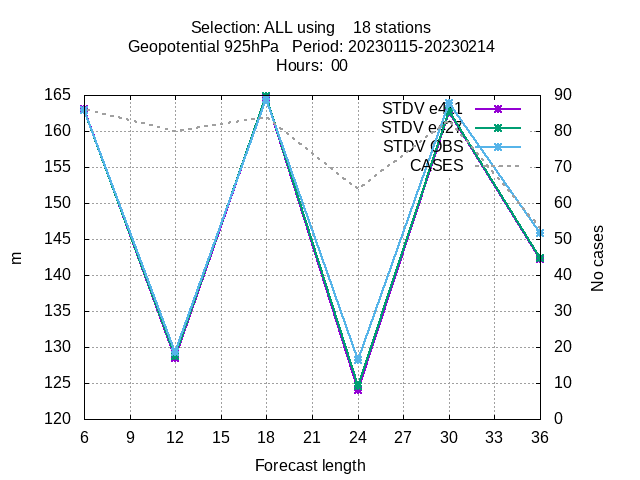 Selection: ALL using    18 stations
Geopotential 925hPa   Period: 20230115-20230214
Hours:  00
165
160
155
150
145
140
135
130
125
120
90
80
70
60
50
40
30
20
10
0
m
No cases
STDV OBS
CASES
6 9 12 15 18 21 24 27 30 33 36
Forecast length